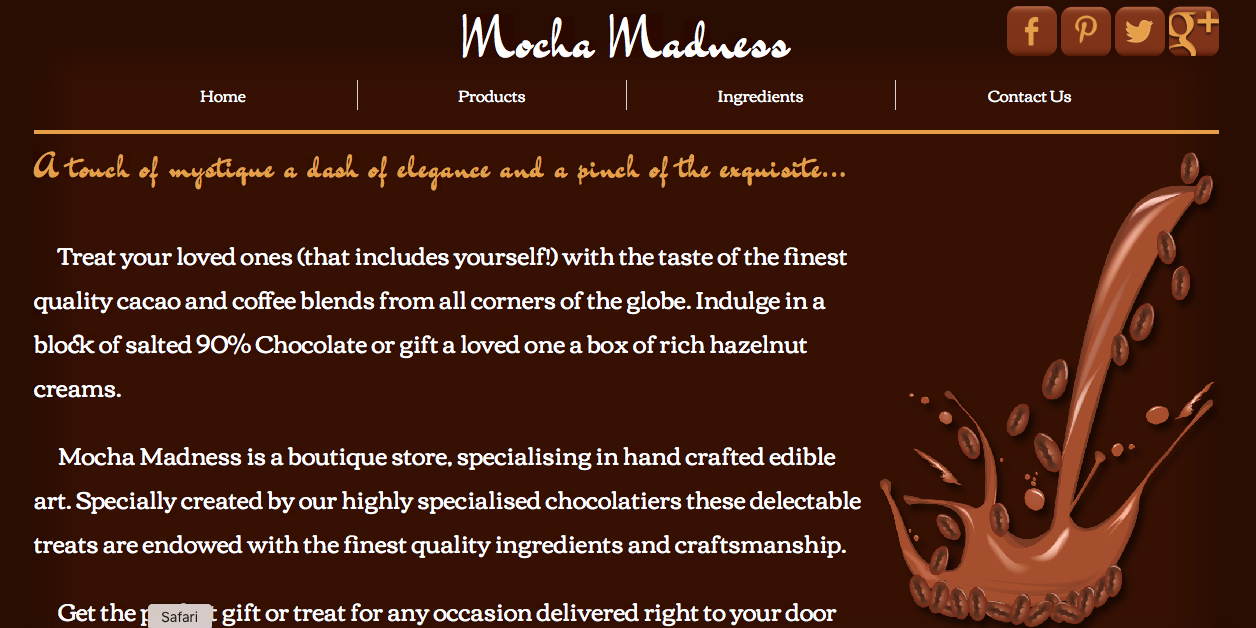 Mocha Madness
f
g+
Home Products Ingredients Contact Us
A touch of mystique a dash of elegance and a pinch of the exquisite...
Treat your loved ones (that includes yourself!) with the taste of the finest
quality cacao and coffee blends from all corners of the globe. Indulge in a
block of salted 90% Chocolate or gift a loved one a box of rich hazelnut
creams.
Mocha Madness is a boutique store, specialising in hand crafted edible
art. Specially created by our highly specialised chocolatiers these delectable
treats are endowed with the finest quality ingredients and craftsmanship.
Get the gift or treat for any occasion delivered right to your door
Safari